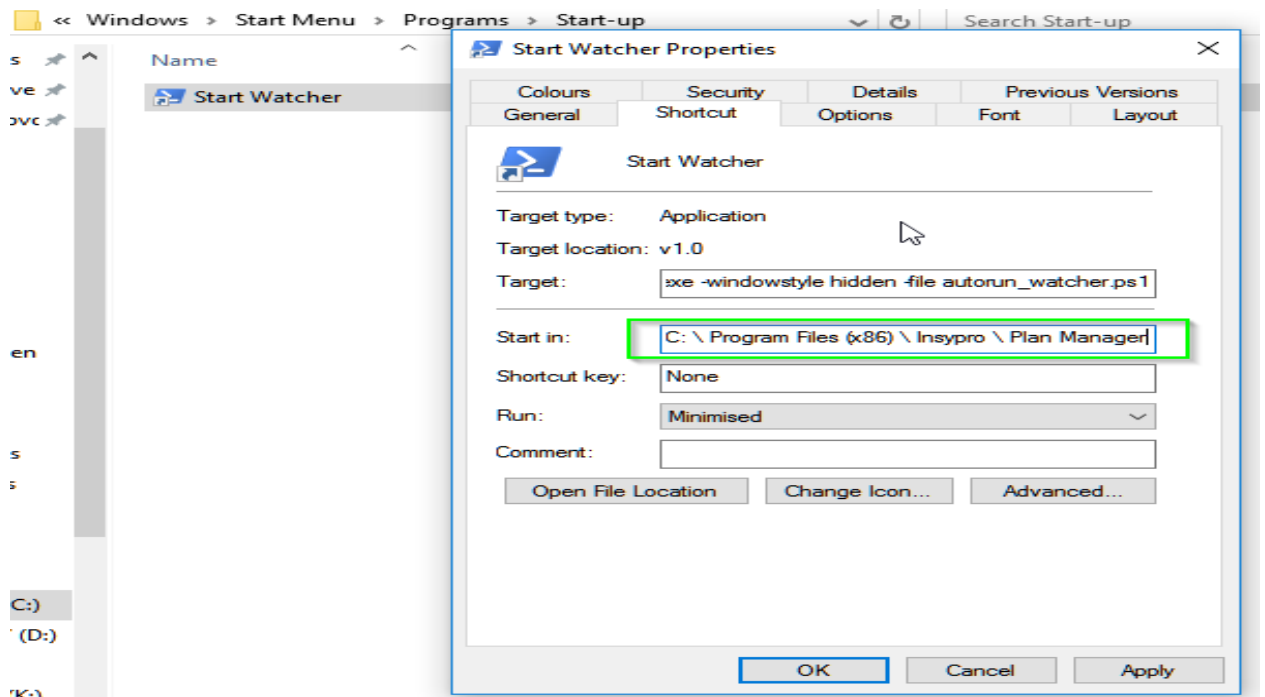 « Windows > Start Menu > Programs > Start-up
Search Start-up
Start Watcher Properties
Name
Start Watcher
Colours Security Details Previous Versions
General Shortcut Options Font Layout
Start Watcher
Target type: Application
Target location: v1.0
Target: -windowstyle hidden -file autorun_watcher.ps1
Start in: C: \ Program Files (x86) \ Insypro \ Plan Manager
Shortcut key: None
Run: Minimised
Comment:
Open File Location Change Icon... Advanced...
C:)
(D:)
OK Cancel Apply